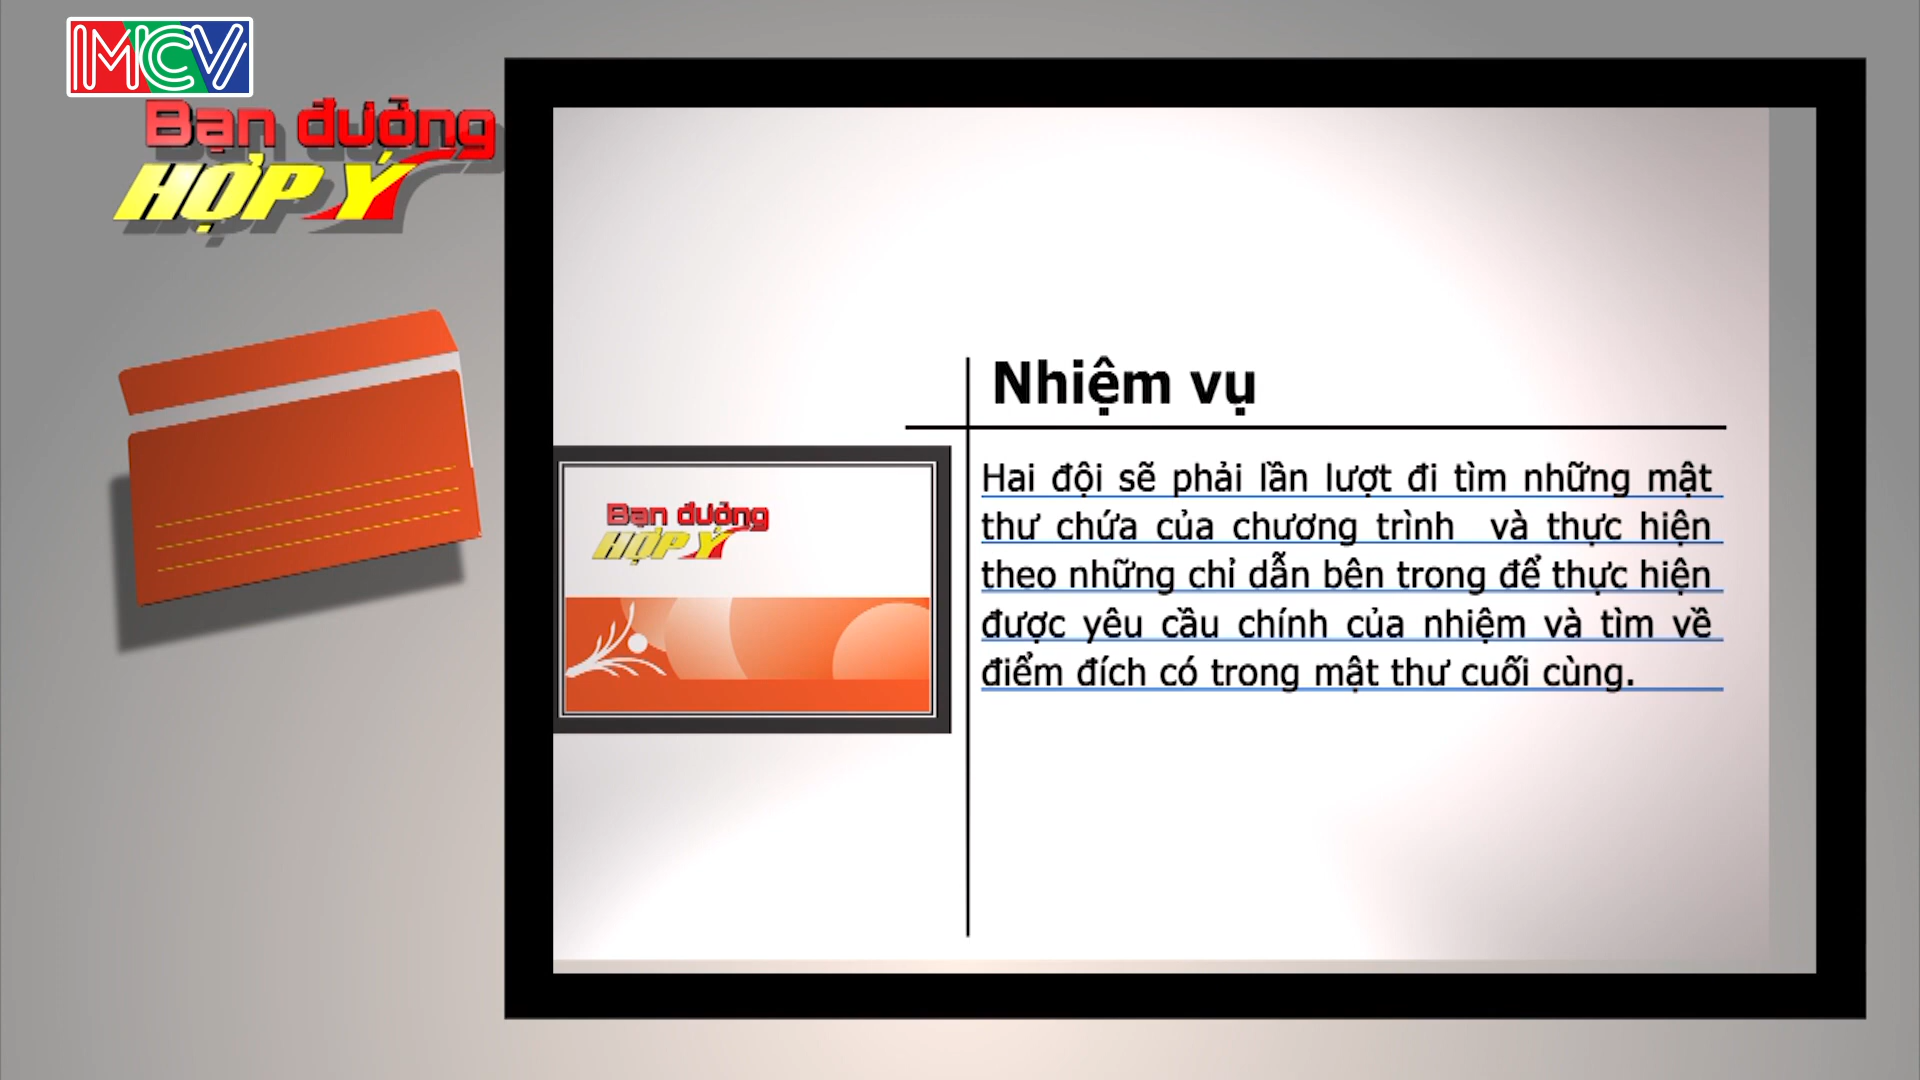 MCV
Bạn đường
HỢP Ý
Nhiệm vụ
Hai đội sẽ phải lần lượt đi tìm những mật
thư chứa của chương trình và thực hiện
theo những chỉ dẫn bên trong để thực hiện
được yêu cầu chính của nhiệm và tìm về
điểm đích có trong mật thư cuối cùng.
Bạn đường
HỢP Ý